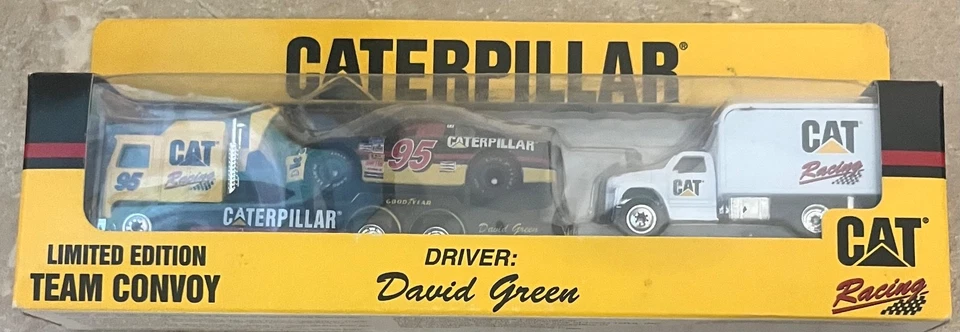 CATERPILLAR®
CAT
Racing
95
CATERPILLAR
95
CATERPILLAR
GOODYEAR
David Green
CAT
CAT
Racing
LIMITED EDITION
TEAM CONVOY
DRIVER:
David Green
CAT®
Racing